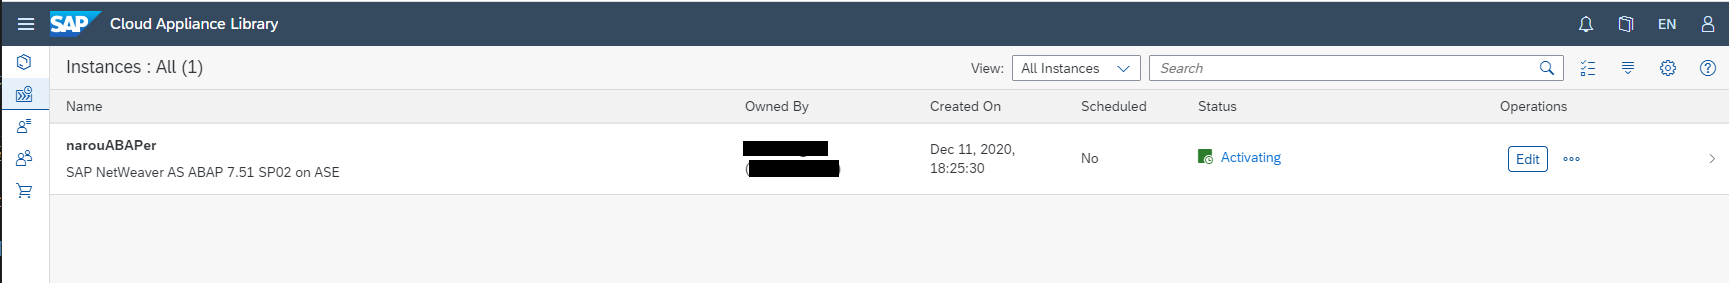 SAP Cloud Appliance Library EN
Instances : All (1) View: All Instances Search
Name Owned By Created On Scheduled Status Operations
narouABAPer
SAP NetWeaver AS ABAP 7.51 SP02 on ASE
Dec 11, 2020,
18:25:30
No
Activating
Edit